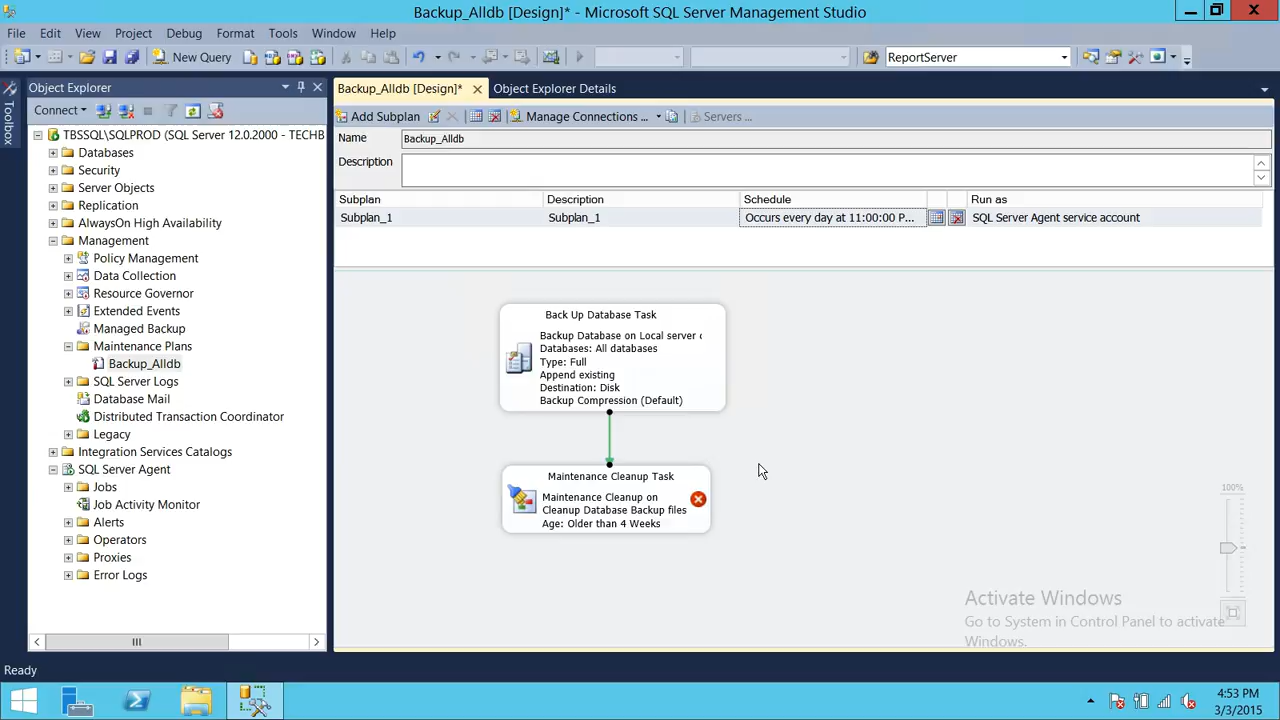 Backup_Alldb [Design]* - Microsoft SQL Server Management Studio
File Edit View Project Debug Format Tools Window Help
New Query
ReportServer
Toolbox
Object Explorer
Connect
TBSSQL\SQLPROD (SQL Server 12.0.2000 - TECHB
Databases
Security
Server Objects
Replication
AlwaysOn High Availability
Management
Policy Management
Data Collection
Resource Governor
Extended Events
Managed Backup
Maintenance Plans
Backup_Alldb
SQL Server Logs
Database Mail
Distributed Transaction Coordinator
Legacy
Integration Services Catalogs
SQL Server Agent
Jobs
Job Activity Monitor
Alerts
Operators
Proxies
Error Logs
Backup_Alldb [Design]* Object Explorer Details
Add Subplan Manage Connections ... Servers ...
Name Backup_Alldb
Description
Subplan Description Schedule Run as
Subplan_1 Subplan_1 Occurs every day at 11:00:00 P... SQL Server Agent service account
Back Up Database Task
Backup Database on Local server c
Databases: All databases
Type: Full
Append existing
Destination: Disk
Backup Compression (Default)
Maintenance Cleanup Task
Maintenance Cleanup on
Cleanup Database Backup files
Age: Older than 4 Weeks
100%
Activate Windows
Go to System in Control Panel to activate
Windows.
Ready
4:53 PM
3/3/2015